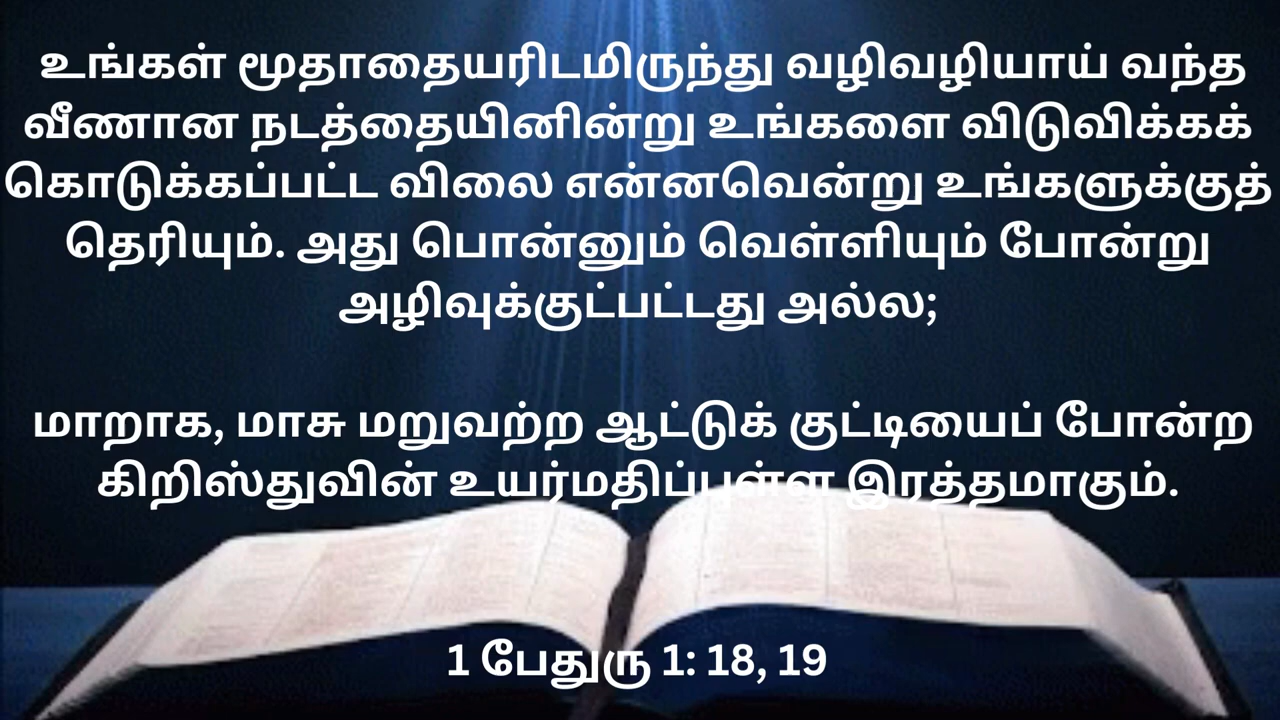 உங்கள் மூதாதையரிடமிருந்து வழிவழியாய் வந்த
வீணான நடத்தையினின்று உங்களை விடுவிக்கக்
கொடுக்கப்பட்ட விலை என்னவென்று உங்களுக்குத்
தெரியும். அது பொன்னும் வெள்ளியும் போன்று
அழிவுக்குட்பட்டது அல்ல;
மாறாக, மாசு மறுவற்ற ஆட்டுக் குட்டியைப் போன்ற
கிறிஸ்துவின் உயர்மதிப்புள்ள இரத்தமாகும்.
1 பேதுரு 1: 18, 19